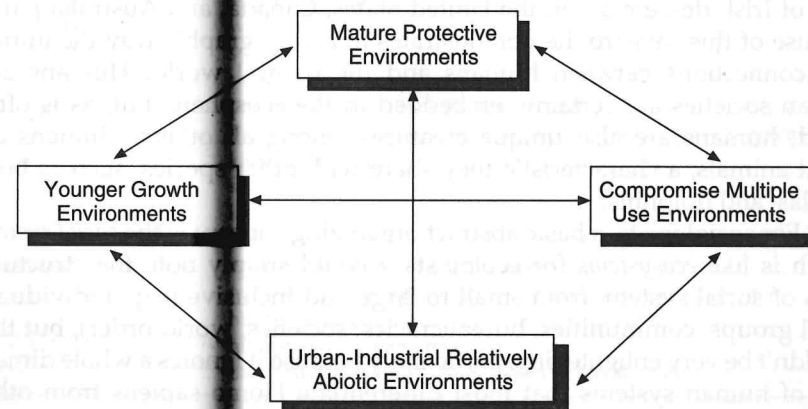 Mature Protective
Environments
Younger Growth
Environments
Compromise Multiple
Use Environments
Urban-Industrial Relatively
Abiotic Environments